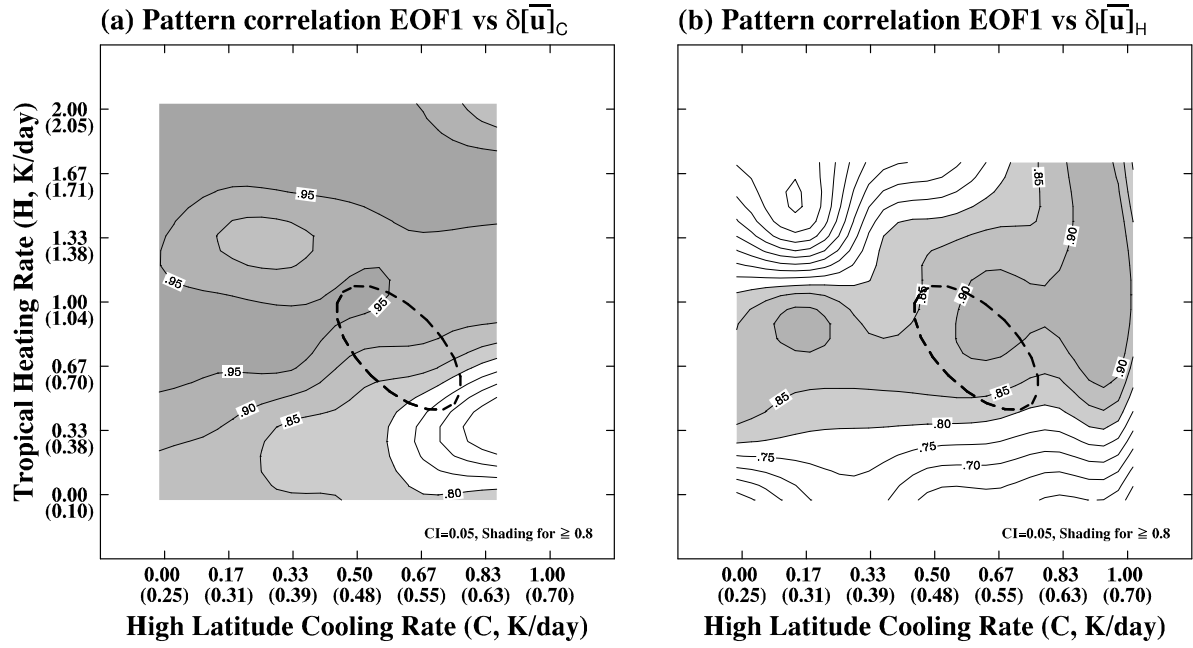 (a) Pattern correlation EOF1 vs δ[u̅]C
(b) Pattern correlation EOF1 vs δ[u̅]H
Tropical Heating Rate (H, K/day)
2.00
(2.05)
1.67
(1.71)
1.33
(1.38)
1.00
(1.04)
0.67
(0.70)
0.33
(0.38)
0.00
(0.10)
.95
.95
.95
.95
.90
.85
.80
CI=0.05, Shading for ≧ 0.8
0.00 0.17 0.33 0.50 0.67 0.83 1.00
(0.25) (0.31) (0.39) (0.48) (0.55) (0.63) (0.70)
High Latitude Cooling Rate (C, K/day)
.85
.90
.85
.90
.90
.85
.85
.80
.75
.75
.70
CI=0.05, Shading for ≧ 0.8
0.00 0.17 0.33 0.50 0.67 0.83 1.00
(0.25) (0.31) (0.39) (0.48) (0.55) (0.63) (0.70)
High Latitude Cooling Rate (C, K/day)